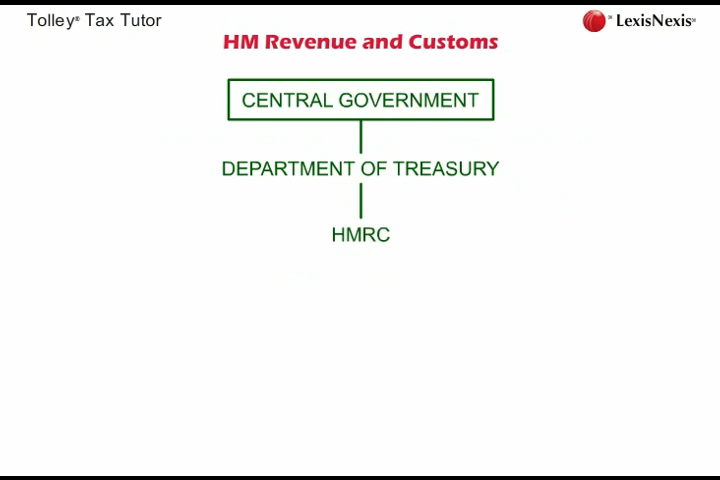 Tolley® Tax Tutor
LexisNexis®
HM Revenue and Customs
CENTRAL GOVERNMENT
DEPARTMENT OF TREASURY
HMRC